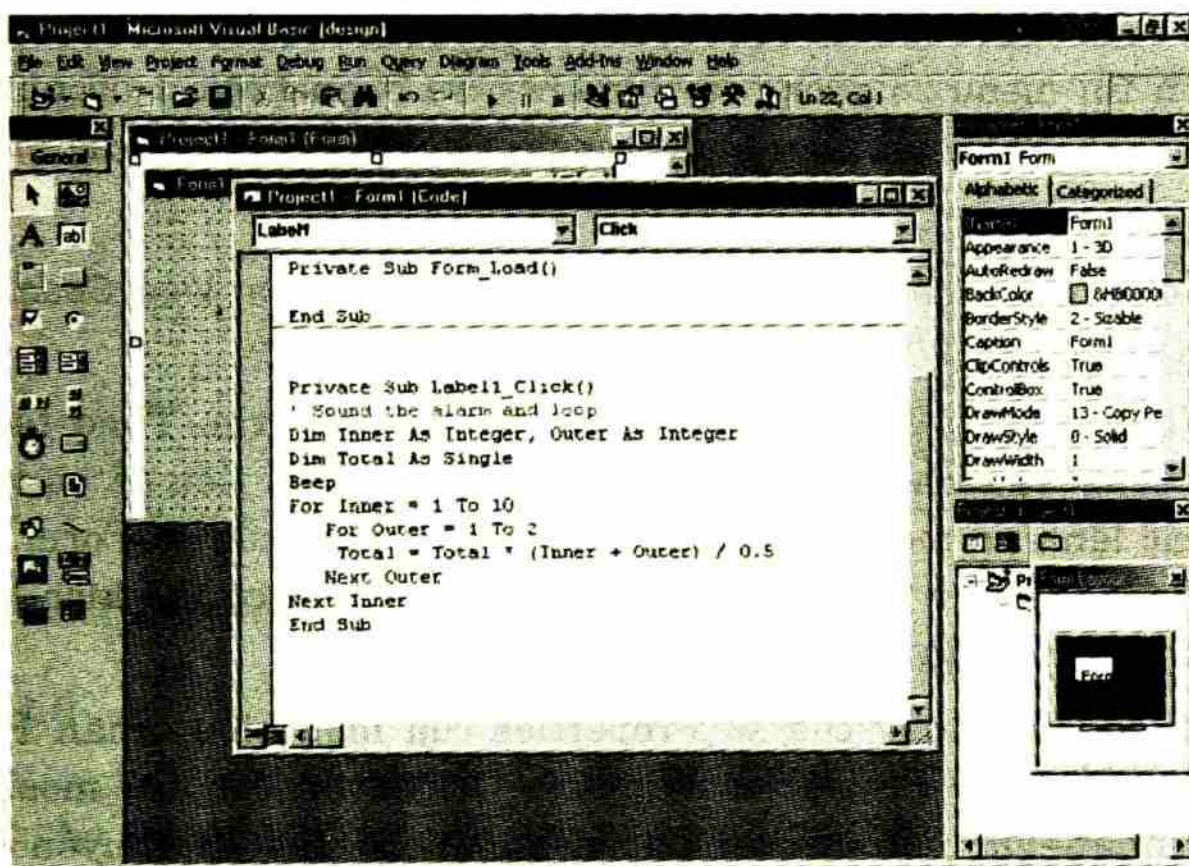 Project1 Microsoft Visual Basic [design]
File Edit View Project Format Debug Run Query Diagram Tools Add-Ins Window Help
Ln 22, Col 1
General
Project1 - Form1 (Form)
Form1
Project1 - Form1 (Code)
Label1 Click
Private Sub Form_Load()
End Sub
Private Sub Label1_Click()
' Sound the alarm and loop
Dim Inner As Integer, Outer As Integer
Dim Total As Single
Beep
For Inner = 1 To 10
For Outer = 1 To 2
Total = Total * (Inner + Outer) / 0.5
Next Outer
Next Inner
End Sub
Form1 Form
Alphabetic Categorized
Form1
Appearance 1 - 3D
AutoRedraw False
BackColor
BorderStyle 2 - Sizable
Caption Form1
ClipControls True
ControlBox True
DrawMode 13 - Copy Pe
DrawStyle 0 - Solid
DrawWidth 1
Pr
Form